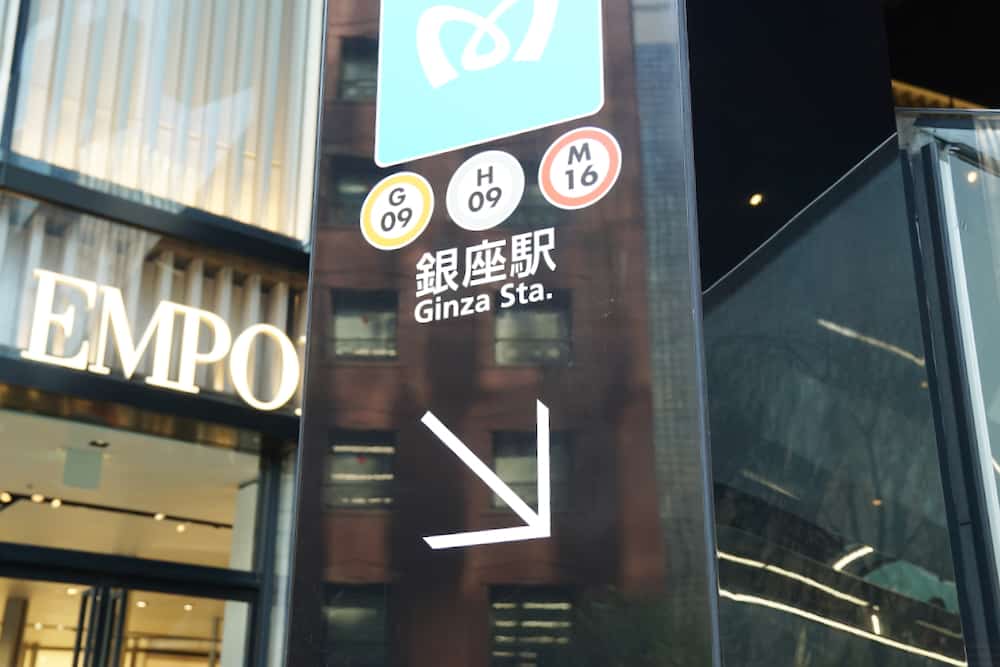 G
09
H
09
M
16
銀座駅
Ginza Sta.
EMPO